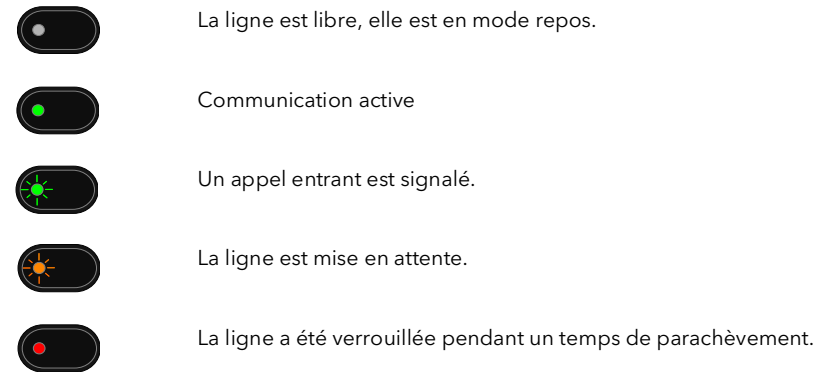 La ligne est libre, elle est en mode repos.
Communication active
Un appel entrant est signalé.
La ligne est mise en attente.
La ligne a été verrouillée pendant un temps de parachèvement.